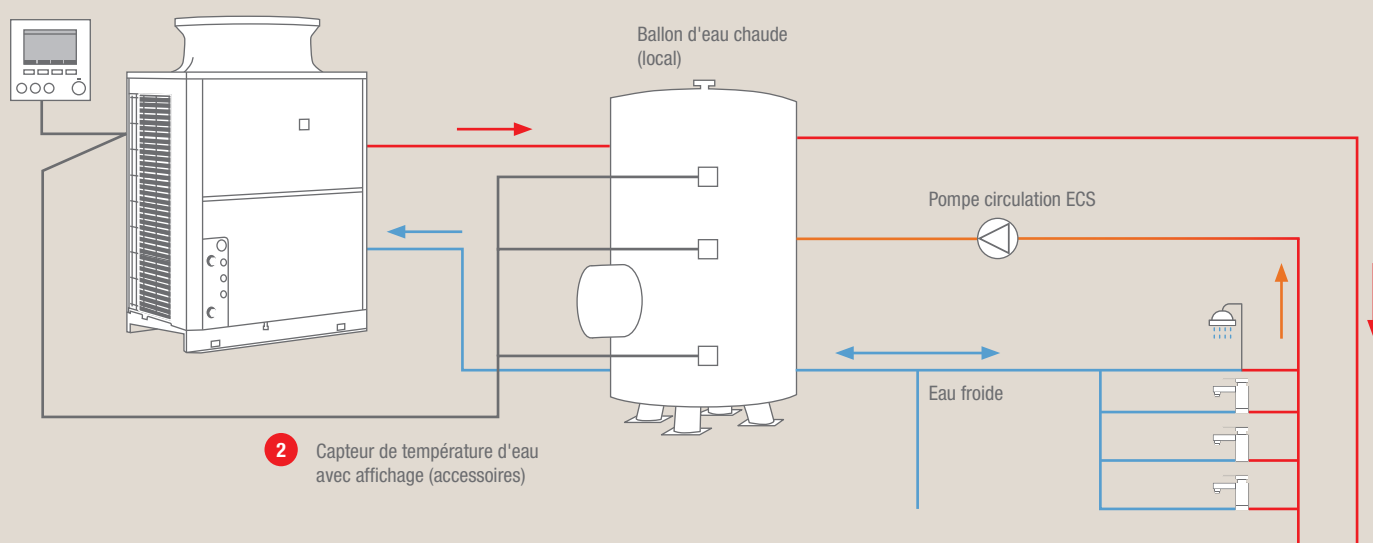 Ballon d'eau chaude
(local)
Pompe circulation ECS
Eau froide
2 Capteur de température d'eau
avec affichage (accessoires)